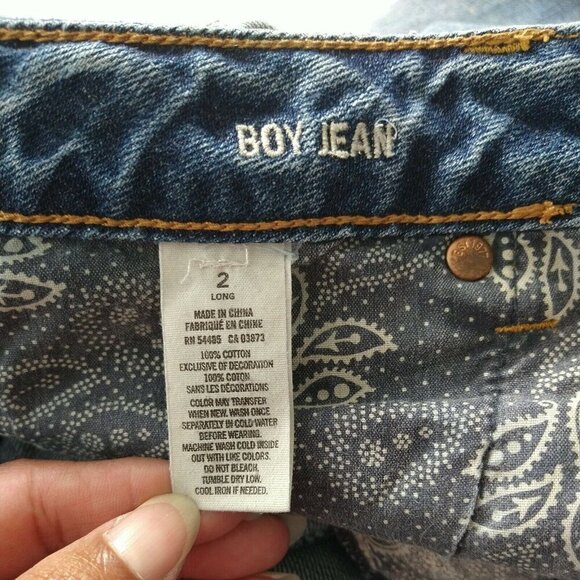 BOY JEAN
2
LONG
MADE IN CHINA
FABRIQUÉ EN CHINE
RN 54485 CA 03873
100% COTTON
EXCLUSIVE OF DECORATION
100% COTON
SANS LES DÉCORATIONS
COLOR MAY TRANSFER
WHEN NEW. WASH ONCE
SEPARATELY IN COLD WATER
BEFORE WEARING.
MACHINE WASH COLD INSIDE
OUT WITH LIKE COLORS.
DO NOT BLEACH.
TUMBLE DRY LOW.
COOL IRON IF NEEDED.